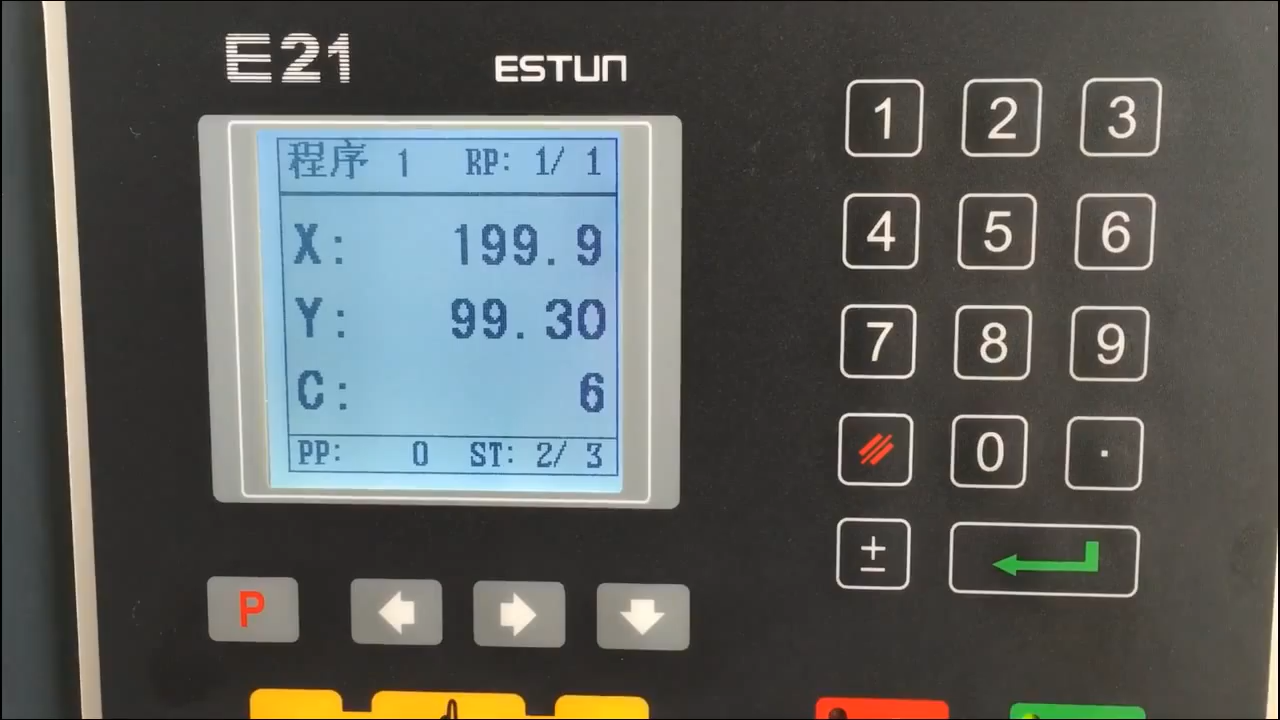 E21
ESTUN
程序 1 RP: 1/ 1
X: 199.9
Y: 99.30
C: 6
PP: 0 ST: 2/ 3
P
1 2 3
4 5 6
7 8 9
0 .
±